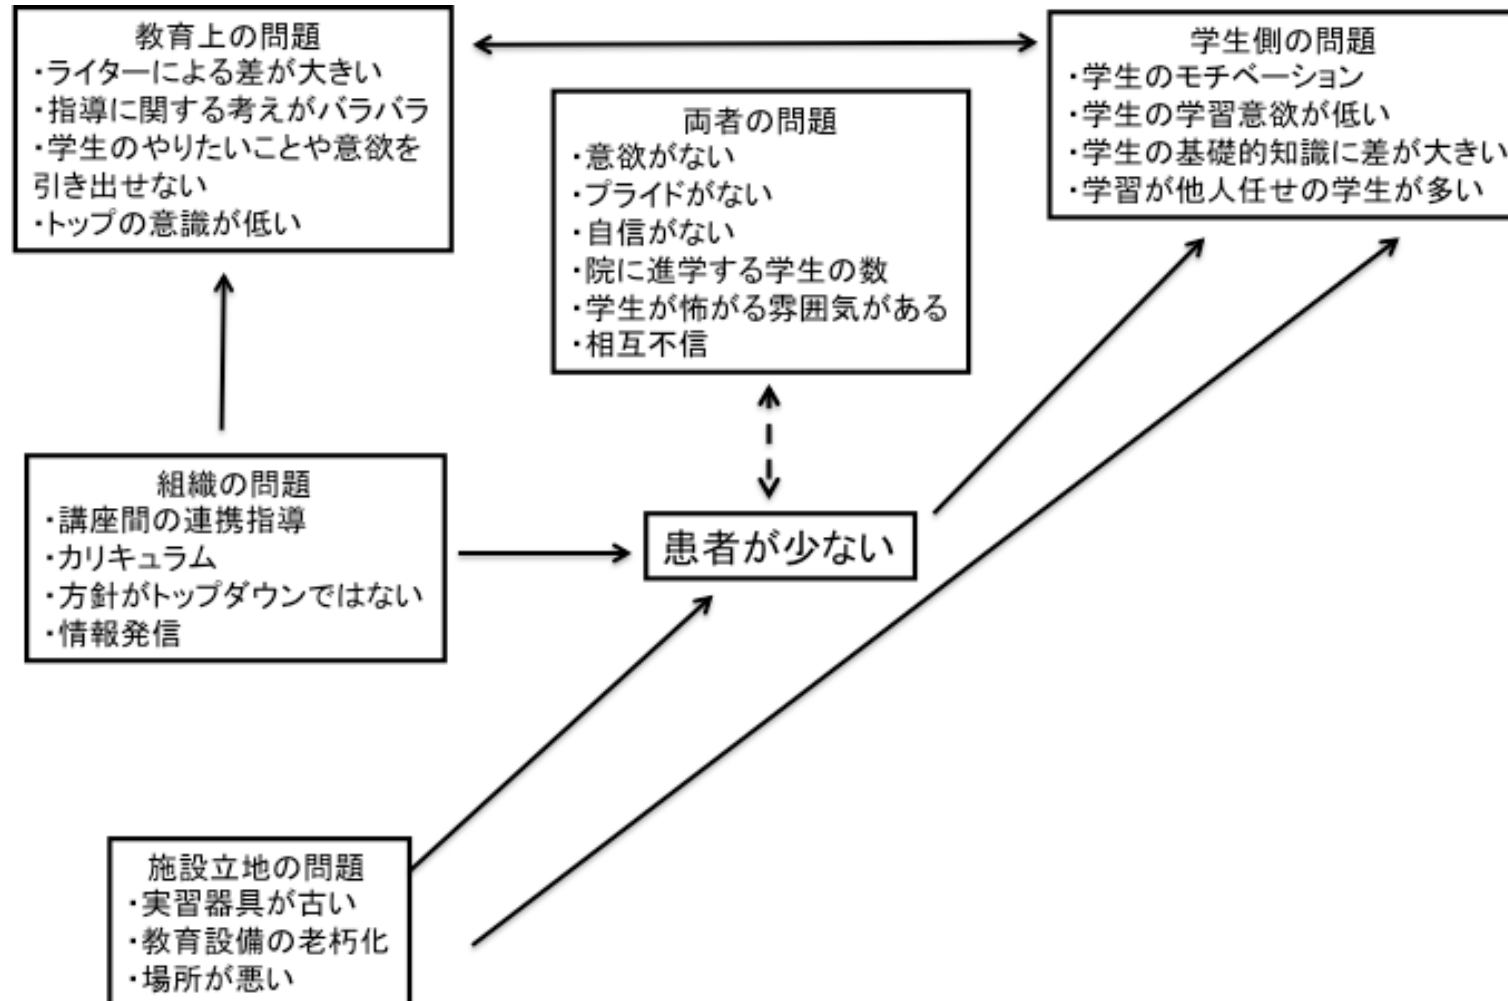 教育上の問題
・ライターによる差が大きい
・指導に関する考えがバラバラ
・学生のやりたいことや意欲を
引き出せない
・トップの意識が低い
両者の問題
・意欲がない
・プライドがない
・自信がない
・院に進学する学生の数
・学生が怖がる雰囲気がある
・相互不信
学生側の問題
・学生のモチベーション
・学生の学習意欲が低い
・学生の基礎的知識に差が大きい
・学習が他人任せの学生が多い
組織の問題
・講座間の連携指導
・カリキュラム
・方針がトップダウンではない
・情報発信
患者が少ない
施設立地の問題
・実習器具が古い
・教育設備の老朽化
・場所が悪い